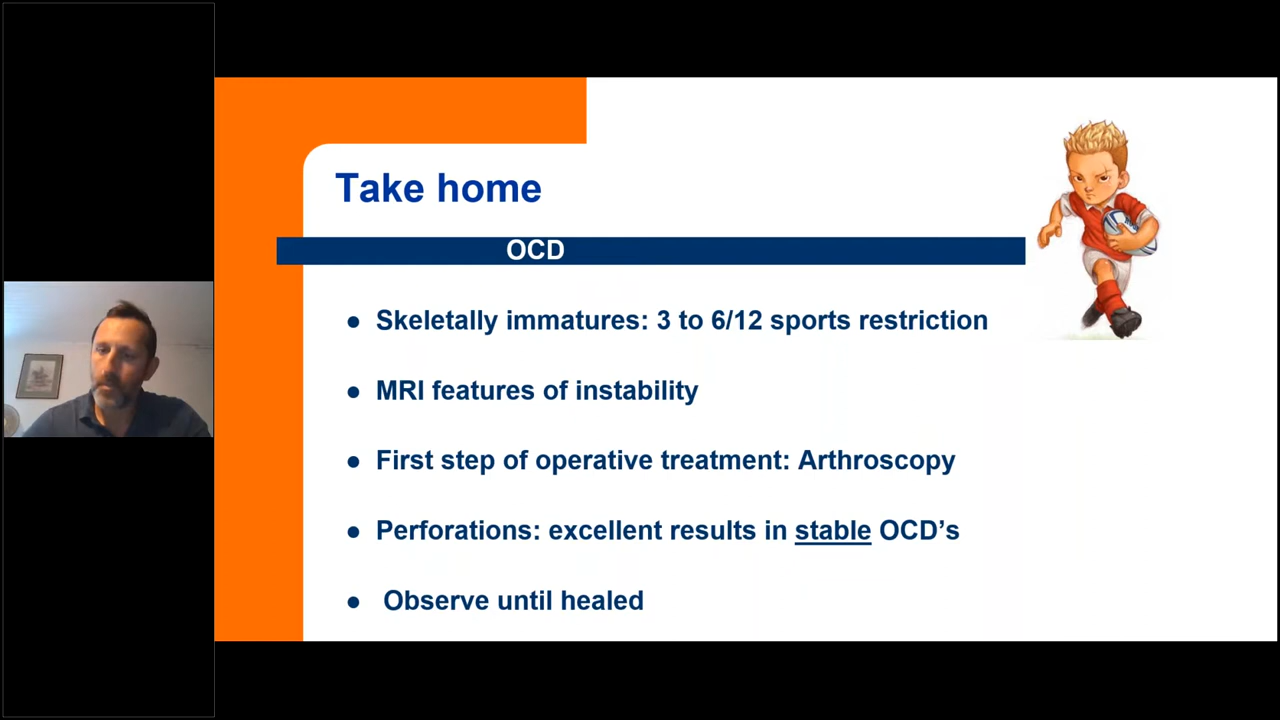 Take home
OCD
● Skeletally immatures: 3 to 6/12 sports restriction
● MRI features of instability
● First step of operative treatment: Arthroscopy
● Perforations: excellent results in stable OCD’s
● Observe until healed